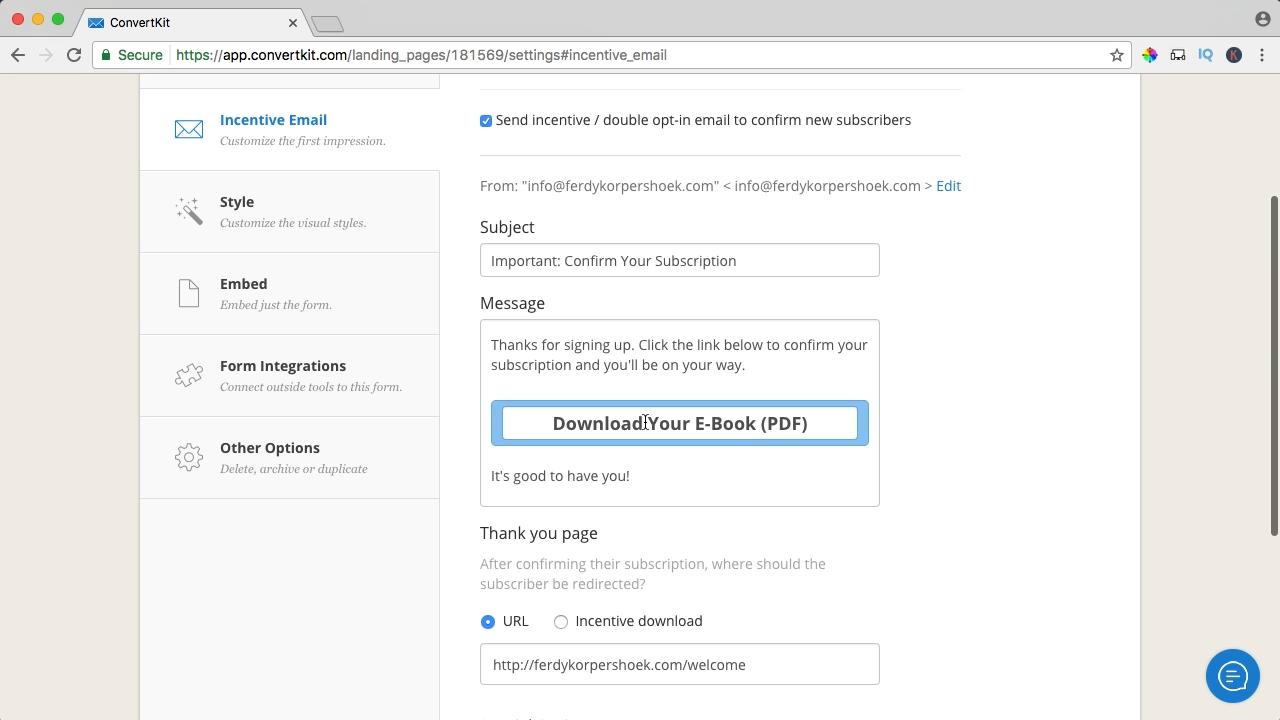 ConvertKit
Secure https://app.convertkit.com/landing_pages/181569/settings#incentive_email
IQ
K
Incentive Email
Customize the first impression.
Style
Customize the visual styles.
Embed
Embed just the form.
Form Integrations
Connect outside tools to this form.
Other Options
Delete, archive or duplicate
Send incentive / double opt-in email to confirm new subscribers
From: "info@ferdykorpershoek.com" < info@ferdykorpershoek.com > Edit
Subject
Important: Confirm Your Subscription
Message
Thanks for signing up. Click the link below to confirm your
subscription and you'll be on your way.
Download Your E-Book (PDF)
It's good to have you!
Thank you page
After confirming their subscription, where should the
subscriber be redirected?
URL Incentive download
http://ferdykorpershoek.com/welcome